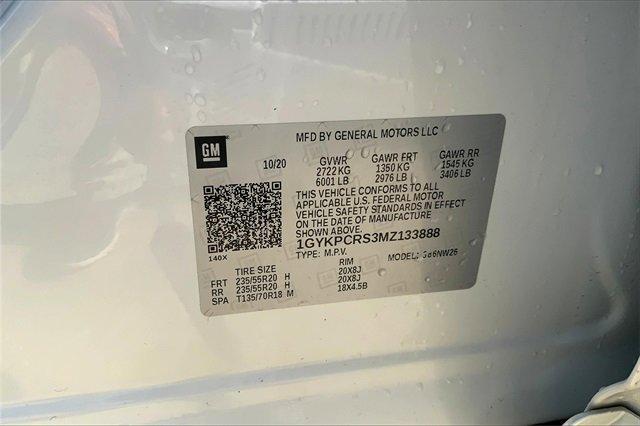 MFD BY GENERAL MOTORS LLC
GM
10/20 GVWR GAWR FRT GAWR RR
2722 KG 1350 KG 1545 KG
6001 LB 2976 LB 3406 LB
THIS VEHICLE CONFORMS TO ALL
APPLICABLE U.S. FEDERAL MOTOR
VEHICLE SAFETY STANDARDS IN EFFECT
ON THE DATE OF MANUFACTURE
SHOWN ABOVE.
1GYKPCRS3MZ133888
140X TYPE: M.P.V. MODEL: 6NW26
TIRE SIZE RIM
FRT 235/55R20 H 20X8J
RR 235/55R20 H 20X8J
SPA T135/70R18 M 18X4.5B